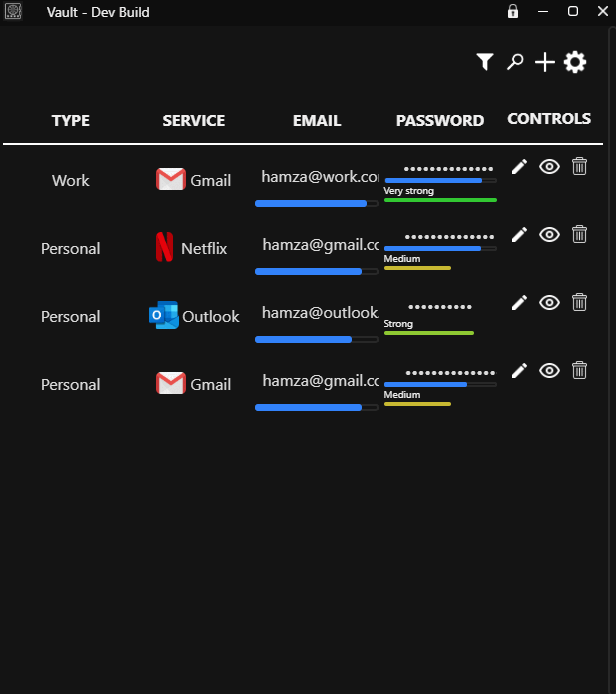 Vault - Dev Build
TYPE SERVICE EMAIL PASSWORD CONTROLS
Work Gmail hamza@work.co ••••••••••••••
Very strong
Personal Netflix hamza@gmail.co ••••••••••••••
Medium
Personal Outlook hamza@outlook. ••••••••••
Strong
Personal Gmail hamza@gmail.co ••••••••••••••
Medium